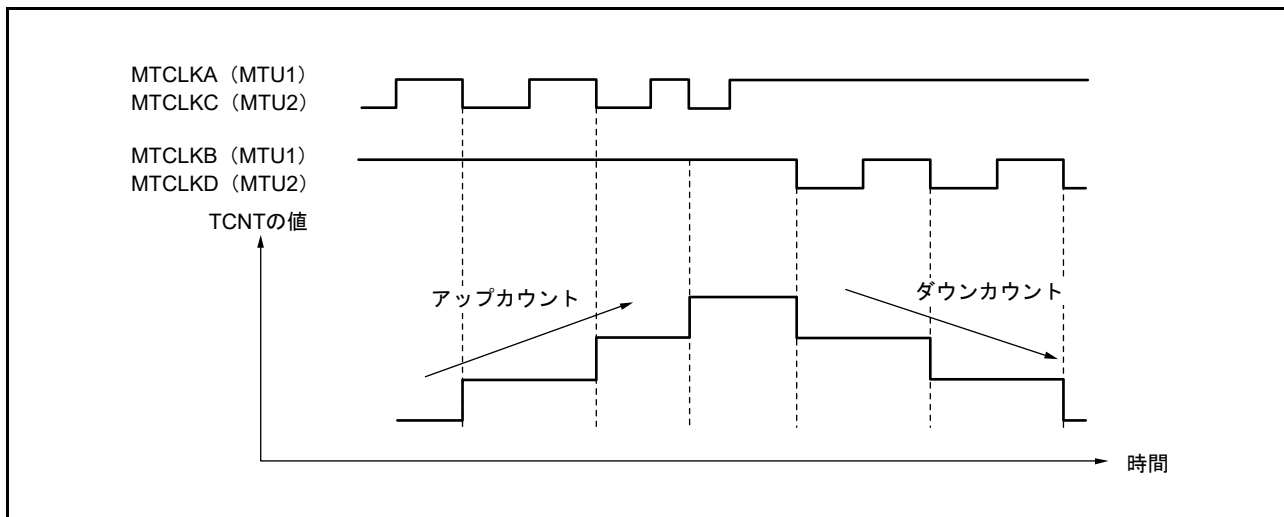 MTCLKA（MTU1）
MTCLKC（MTU2）
MTCLKB（MTU1）
MTCLKD（MTU2）
TCNTの値
アップカウント
ダウンカウント
時間